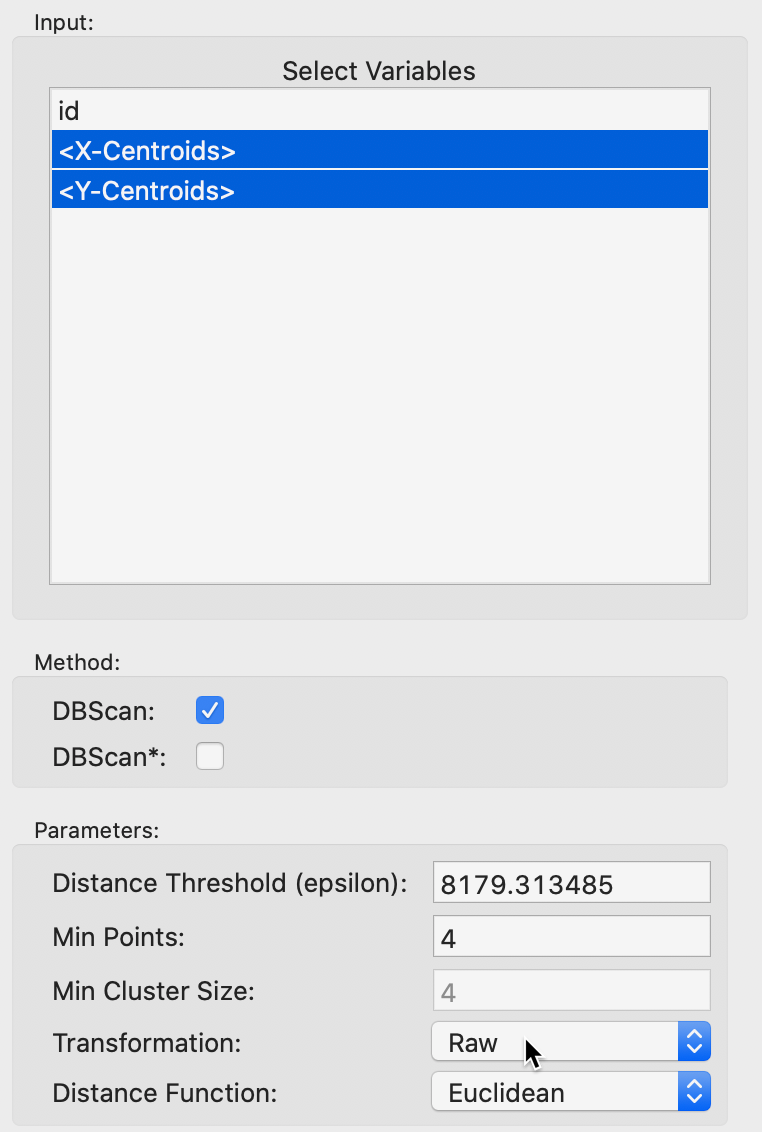 Input:
Select Variables
id
<X-Centroids>
<Y-Centroids>
Method:
DBScan:
DBScan*:
Parameters:
Distance Threshold (epsilon): 8179.313485
Min Points: 4
Min Cluster Size: 4
Transformation: Raw
Distance Function: Euclidean